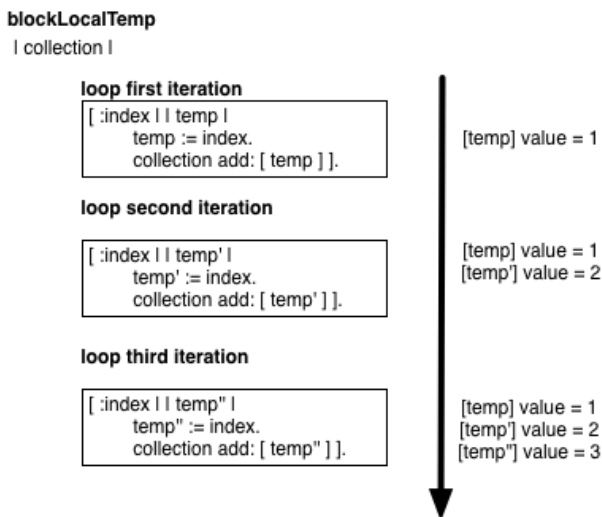 blockLocalTemp
| collection |
loop first iteration
[ :index | | temp |
temp := index.
collection add: [ temp ] ].
[temp] value = 1
loop second iteration
[ :index | | temp' |
temp' := index.
collection add: [ temp' ] ].
[temp] value = 1
[temp'] value = 2
loop third iteration
[ :index | | temp" |
temp" := index.
collection add: [ temp" ] ].
[temp] value = 1
[temp'] value = 2
[temp"] value = 3